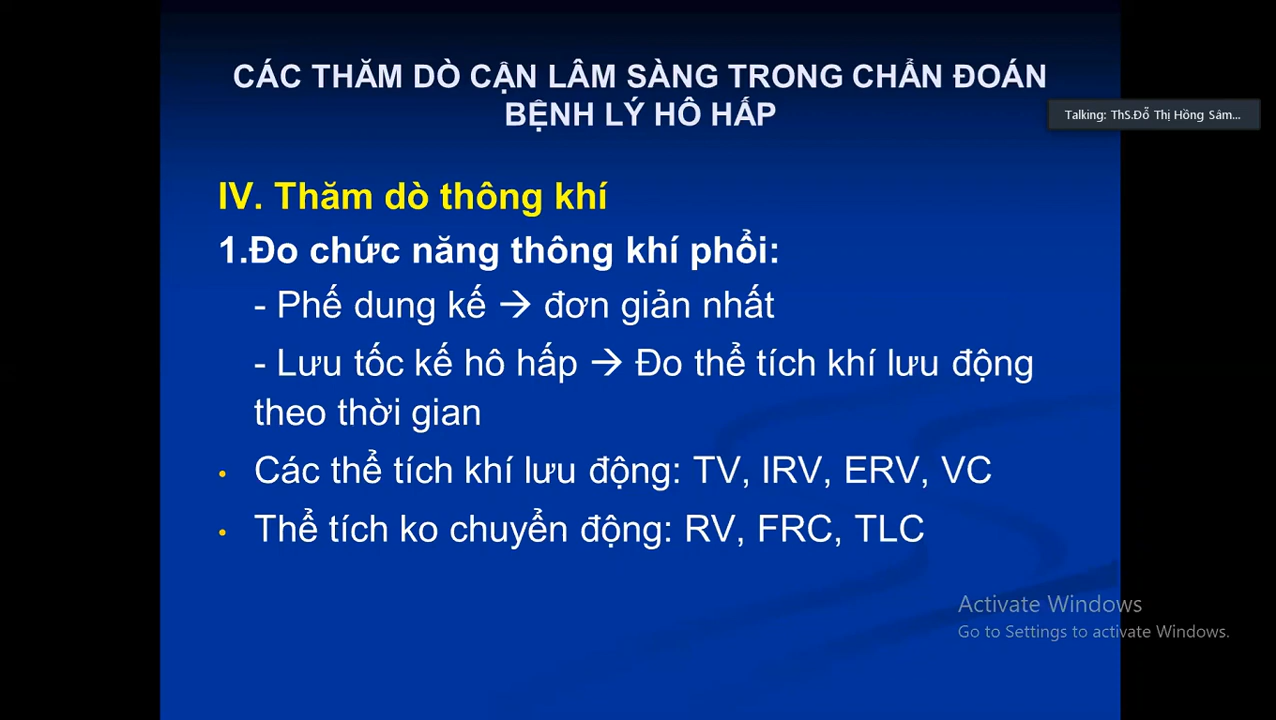 CÁC THĂM DÒ CẬN LÂM SÀNG TRONG CHẨN ĐOÁN
BỆNH LÝ HÔ HẤP
Talking: ThS.Đỗ Thị Hồng Sâm...
IV. Thăm dò thông khí
1.Đo chức năng thông khí phổi:
- Phế dung kế → đơn giản nhất
- Lưu tốc kế hô hấp → Đo thể tích khí lưu động
theo thời gian
• Các thể tích khí lưu động: TV, IRV, ERV, VC
• Thể tích ko chuyển động: RV, FRC, TLC
Activate Windows
Go to Settings to activate Windows.